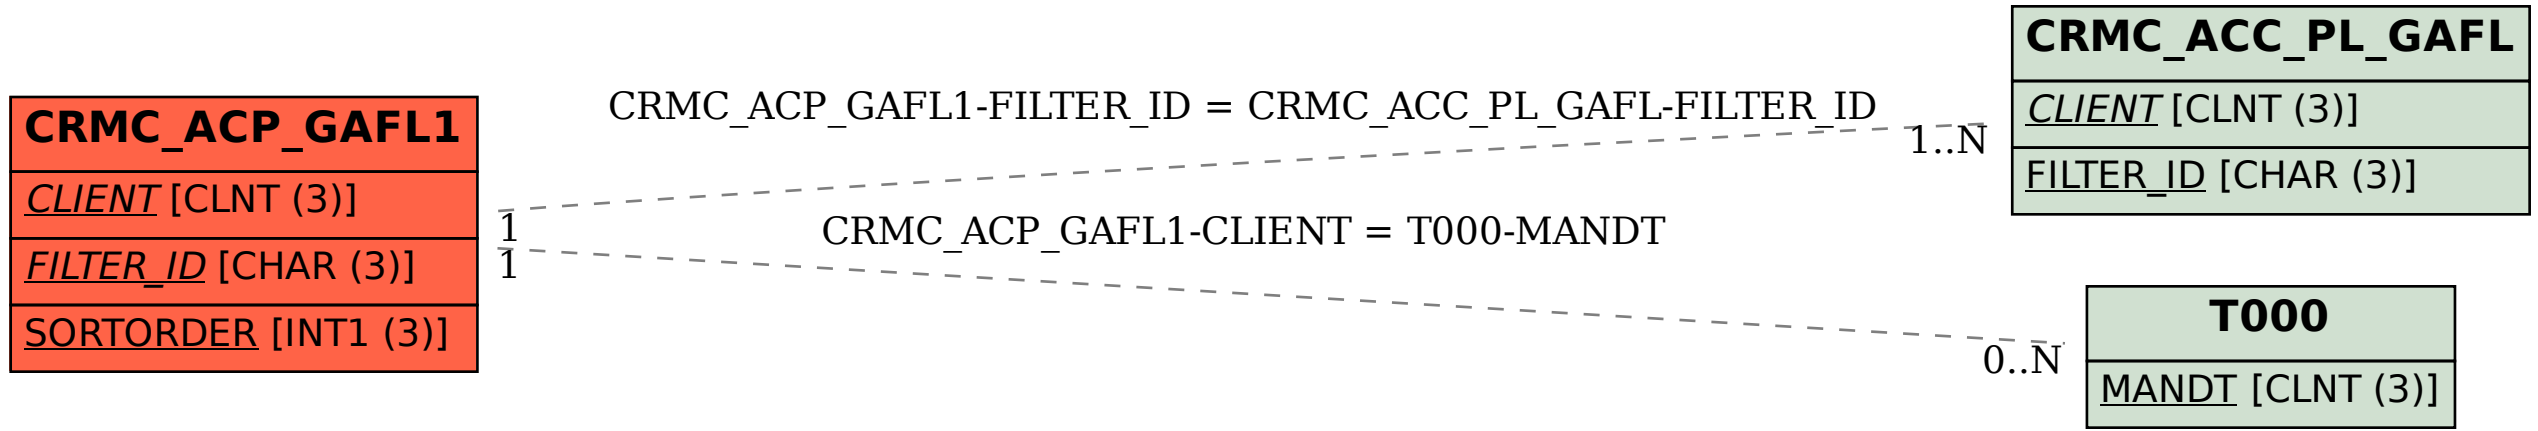 CRMC_ACP_GAFL1
CLIENT [CLNT (3)]
FILTER_ID [CHAR (3)]
SORTORDER [INT1 (3)]
CRMC_ACP_GAFL1-FILTER_ID = CRMC_ACC_PL_GAFL-FILTER_ID
1
1..N
CRMC_ACP_GAFL1-CLIENT = T000-MANDT
1
0..N
CRMC_ACC_PL_GAFL
CLIENT [CLNT (3)]
FILTER_ID [CHAR (3)]
T000
MANDT [CLNT (3)]